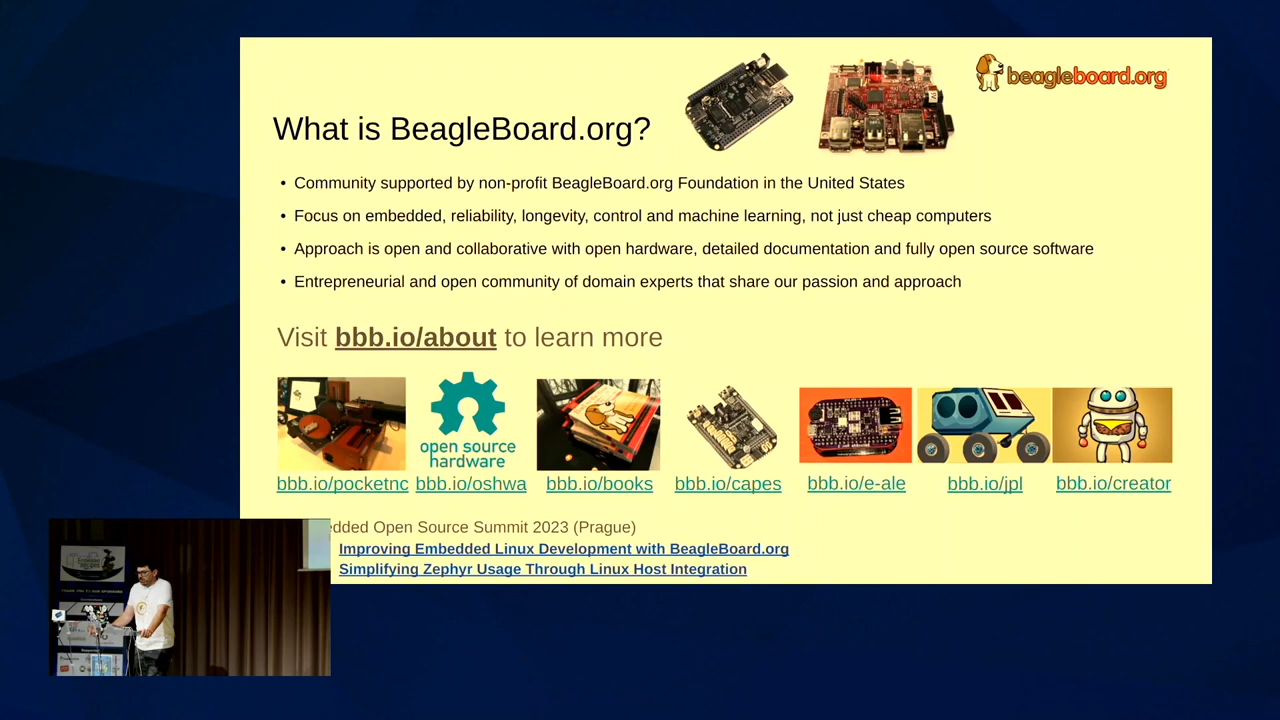 beagleboard.org
What is BeagleBoard.org?
• Community supported by non-profit BeagleBoard.org Foundation in the United States
• Focus on embedded, reliability, longevity, control and machine learning, not just cheap computers
• Approach is open and collaborative with open hardware, detailed documentation and fully open source software
• Entrepreneurial and open community of domain experts that share our passion and approach
Visit bbb.io/about to learn more
open source
hardware
bbb.io/pocketnc bbb.io/oshwa bbb.io/books bbb.io/capes bbb.io/e-ale bbb.io/jpl bbb.io/creator
edded Open Source Summit 2023 (Prague)
Improving Embedded Linux Development with BeagleBoard.org
Simplifying Zephyr Usage Through Linux Host Integration